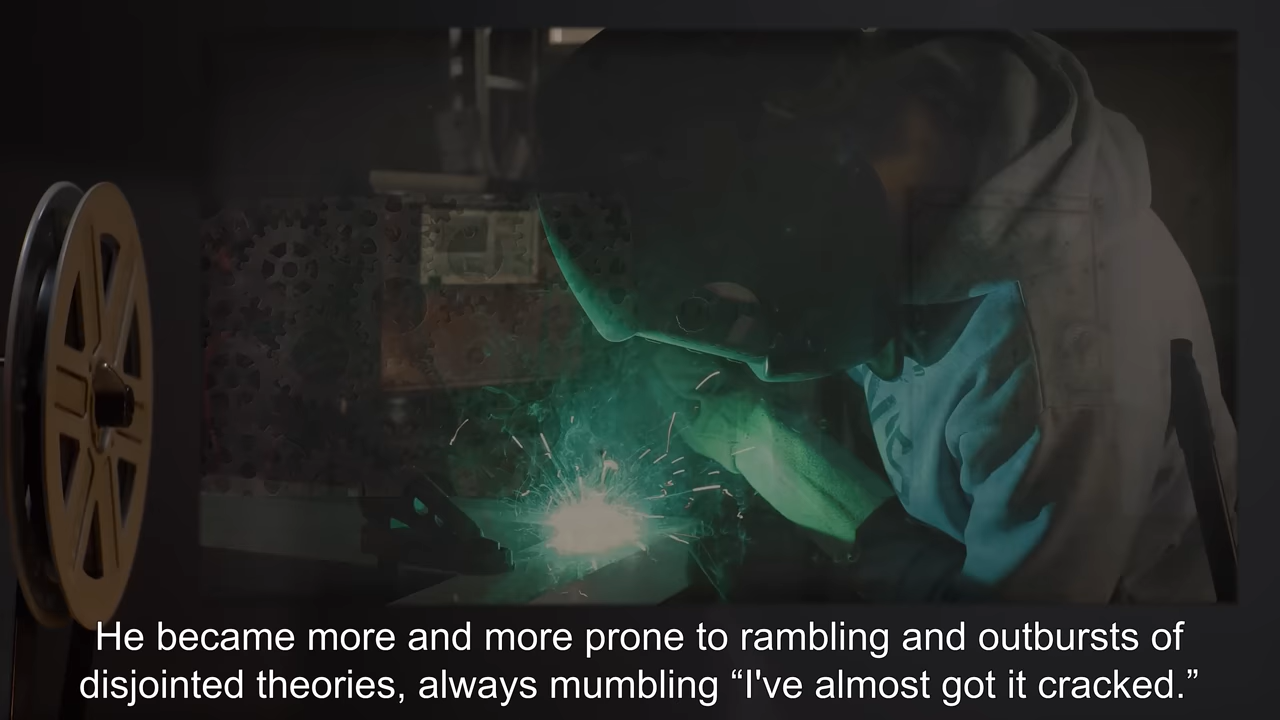 He became more and more prone to rambling and outbursts of
disjointed theories, always mumbling “I've almost got it cracked.”